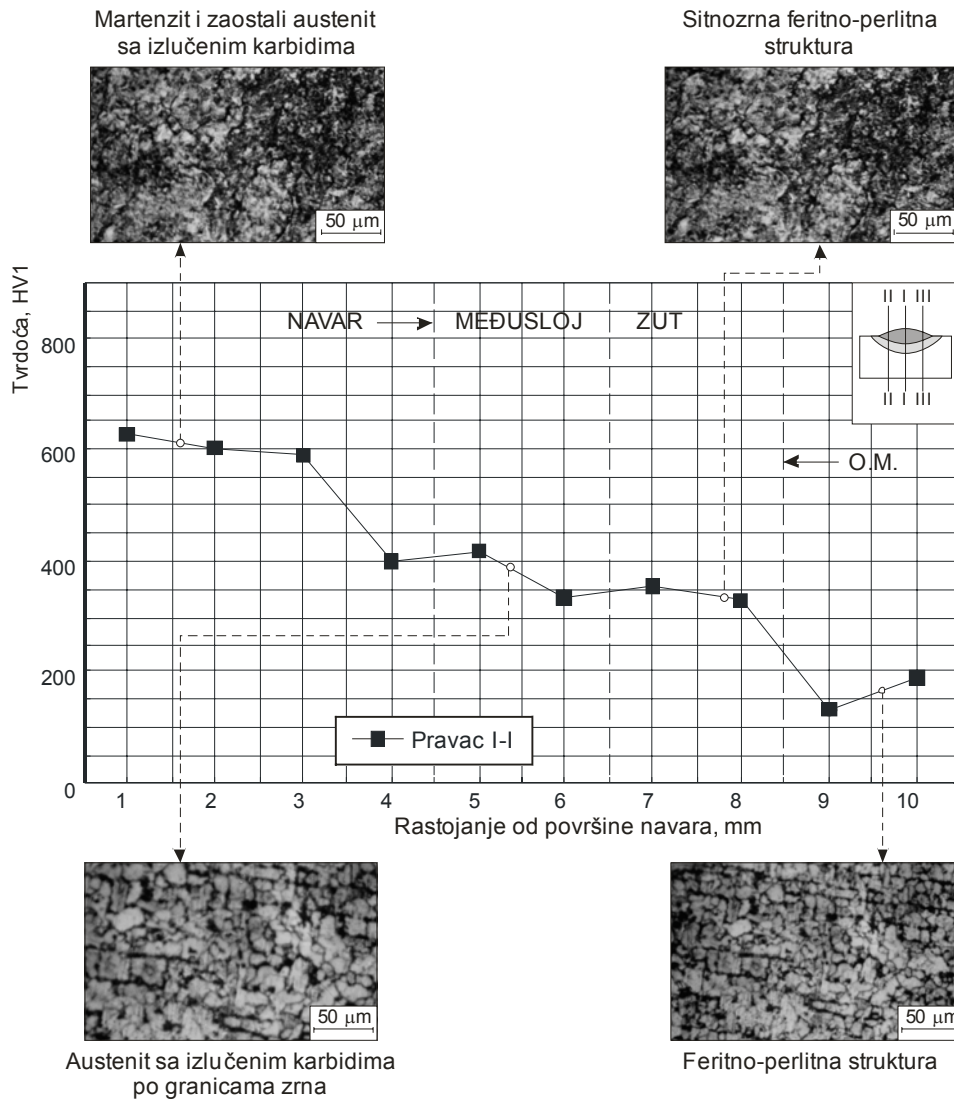 Martenzit i zaostali austenit
sa izlučenim karbidima
Sitnozrna feritno-perlitna
struktura
50 μm
50 μm
Tvrdoća, HV1
800
600
400
200
0
NAVAR
MEĐUSLOJ
ZUT
II I III
II I III
O.M.
Pravac I-I
1 2 3 4 5 6 7 8 9 10
Rastojanje od površine navara, mm
50 μm
50 μm
Austenit sa izlučenim karbidima
po granicama zrna
Feritno-perlitna struktura